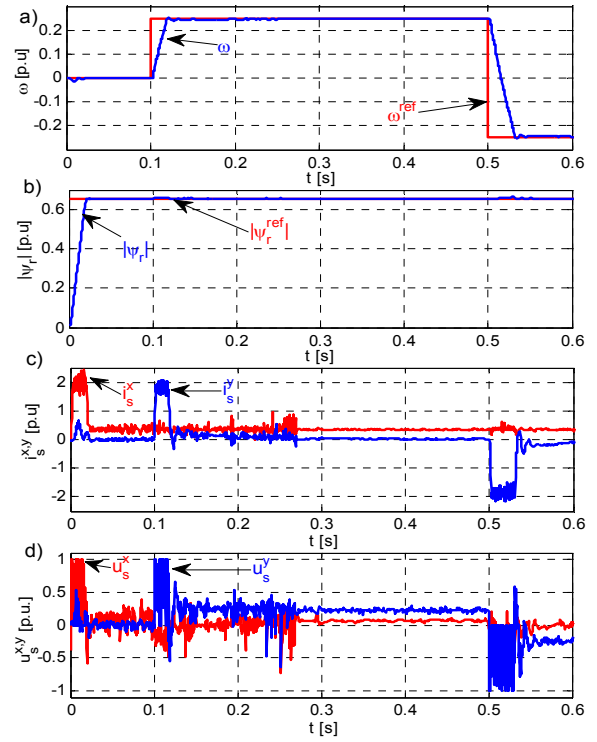 a)
ω [p.u]
0.2
0.1
0
-0.1
-0.2
ω
ω^ref
0 0.1 0.2 0.3 0.4 0.5 0.6
t [s]
b)
|ψ_r| [p.u]
0.6
0.4
0.2
0
|ψ_r|
|ψ_r^ref|
0 0.1 0.2 0.3 0.4 0.5 0.6
t [s]
c)
i_s^x,y [p.u]
2
1
0
-1
-2
i_s^x
i_s^y
0 0.1 0.2 0.3 0.4 0.5 0.6
t [s]
d)
u_s^x,y [p.u.]
1
0.5
0
-0.5
-1
u_s^x
u_s^y
0 0.1 0.2 0.3 0.4 0.5 0.6
t [s]